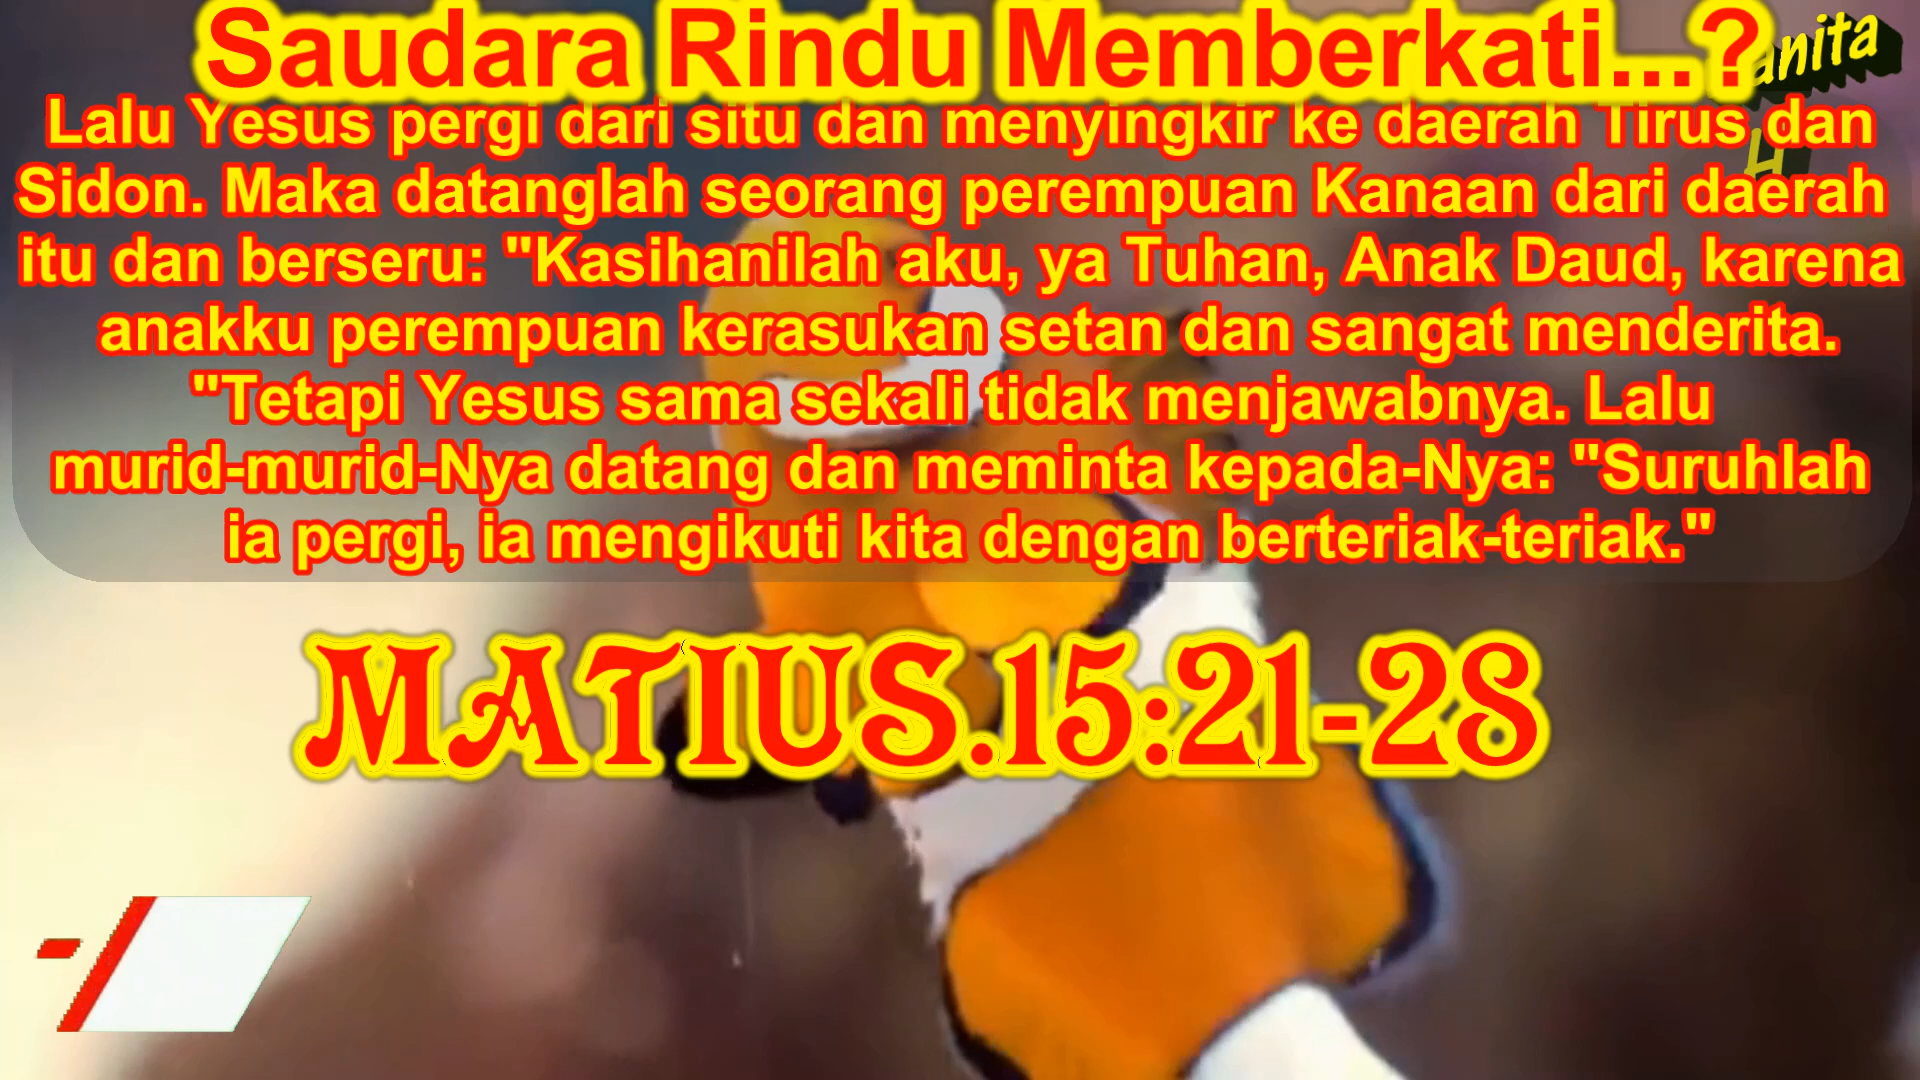 Saudara Rindu Memberkati...?
anita
Lalu Yesus pergi dari situ dan menyingkir ke daerah Tirus dan
H
Sidon. Maka datanglah seorang perempuan Kanaan dari daerah
itu dan berseru: "Kasihanilah aku, ya Tuhan, Anak Daud, karena
anakku perempuan kerasukan setan dan sangat menderita.
"Tetapi Yesus sama sekali tidak menjawabnya. Lalu
murid-murid-Nya datang dan meminta kepada-Nya: "Suruhlah
ia pergi, ia mengikuti kita dengan berteriak-teriak."
MATIUS.15:21-28